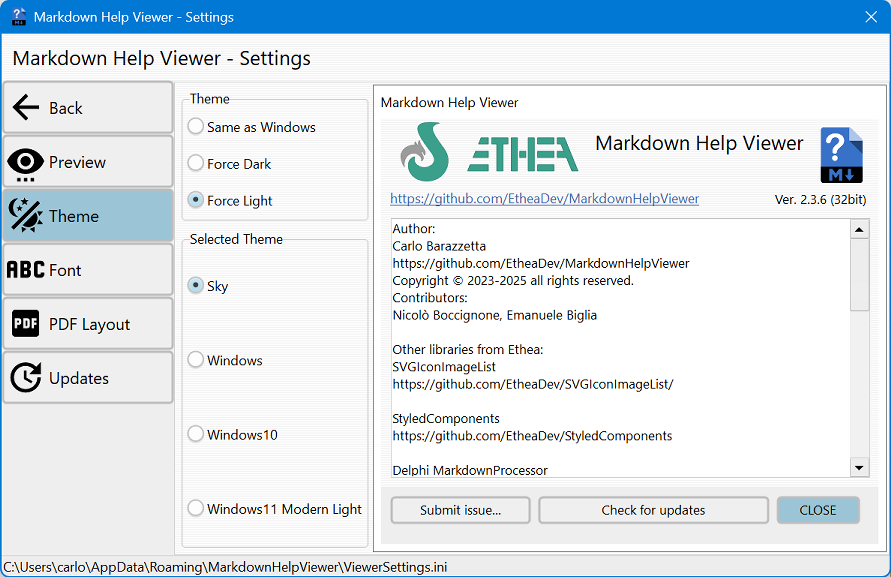 Markdown Help Viewer - Settings
Markdown Help Viewer - Settings
Back
Preview
Theme
ABC Font
PDF PDF Layout
Updates
Theme
Same as Windows
Force Dark
Force Light
Selected Theme
Sky
Windows
Windows10
Windows11 Modern Light
Markdown Help Viewer
ETHEA
Markdown Help Viewer
?
M↓
https://github.com/EtheaDev/MarkdownHelpViewer
Ver. 2.3.6 (32bit)
Author:
Carlo Barazzetta
https://github.com/EtheaDev/MarkdownHelpViewer
Copyright © 2023-2025 all rights reserved.
Contributors:
Nicolò Boccignone, Emanuele Biglia
Other libraries from Ethea:
SVGIconImageList
https://github.com/EtheaDev/SVGIconImageList/
StyledComponents
https://github.com/EtheaDev/StyledComponents
Delphi MarkdownProcessor
Submit issue...
Check for updates
CLOSE
C:\Users\carlo\AppData\Roaming\MarkdownHelpViewer\ViewerSettings.ini